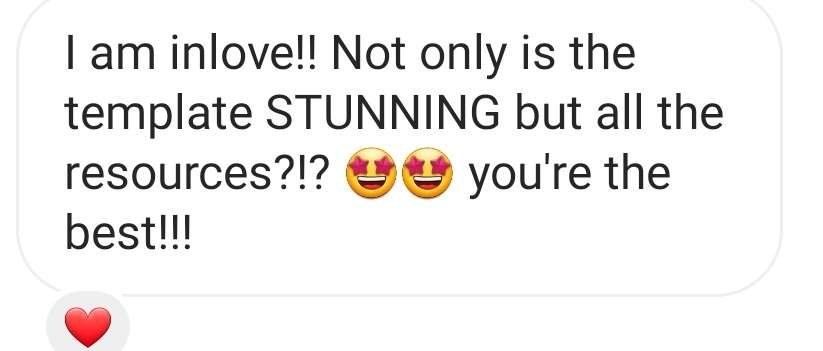 I am inlove!! Not only is the
template STUNNING but all the
resources?!? 🤩🤩 you're the
best!!!